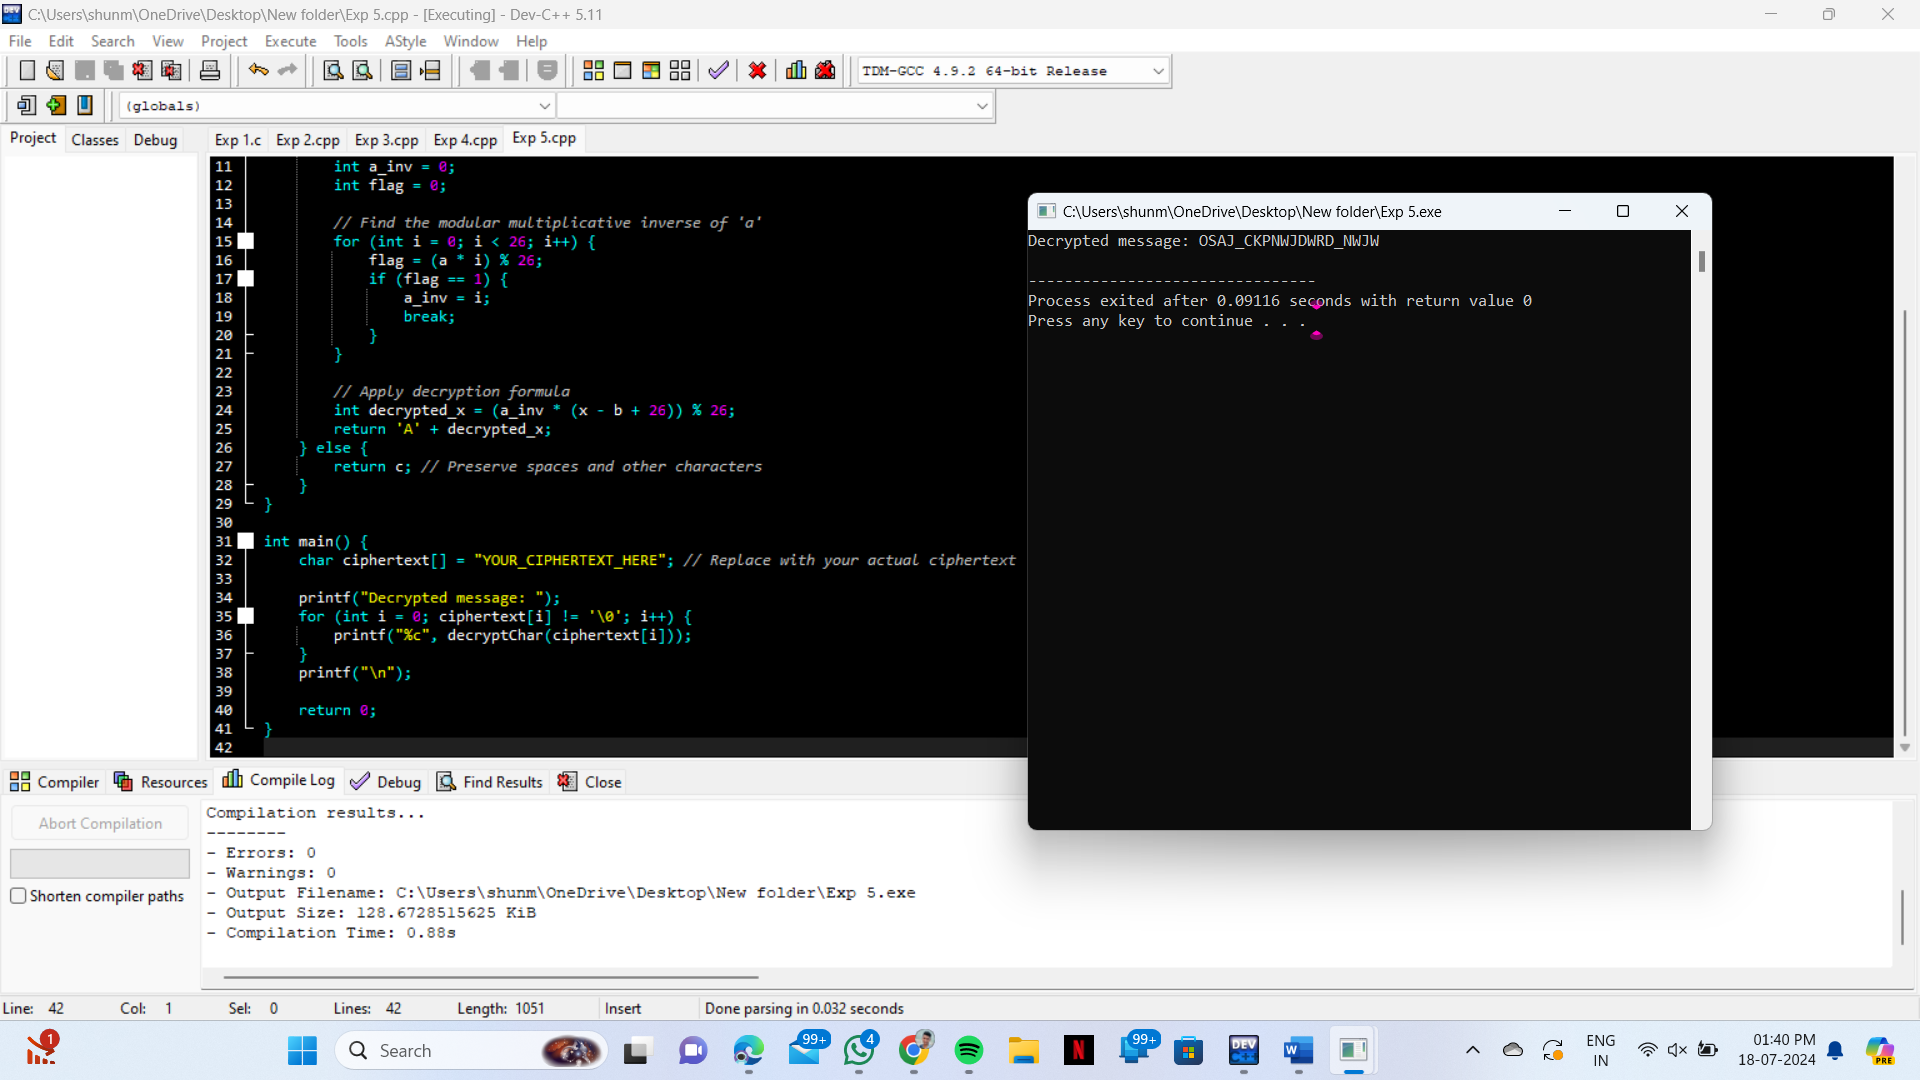 C:\Users\shunm\OneDrive\Desktop\New folder\Exp 5.cpp - [Executing] - Dev-C++ 5.11
File Edit Search View Project Execute Tools AStyle Window Help
TDM-GCC 4.9.2 64-bit Release
(globals)
Project Classes Debug
Exp 1.c Exp 2.cpp Exp 3.cpp Exp 4.cpp Exp 5.cpp
11 int a_inv = 0;
12 int flag = 0;
13
14 // Find the modular multiplicative inverse of 'a'
15 for (int i = 0; i < 26; i++) {
16 flag = (a * i) % 26;
17 if (flag == 1) {
18 a_inv = i;
19 break;
20 }
21 }
22
23 // Apply decryption formula
24 int decrypted_x = (a_inv * (x - b + 26)) % 26;
25 return 'A' + decrypted_x;
26 } else {
27 return c; // Preserve spaces and other characters
28 }
29 }
30
31 int main() {
32 char ciphertext[] = "YOUR_CIPHERTEXT_HERE"; // Replace with your actual ciphertext
33
34 printf("Decrypted message: ");
35 for (int i = 0; ciphertext[i] != '\0'; i++) {
36 printf("%c", decryptChar(ciphertext[i]));
37 }
38 printf("\n");
39
40 return 0;
41 }
42
C:\Users\shunm\OneDrive\Desktop\New folder\Exp 5.exe
Decrypted message: OSAJ_CKPNWJDWRD_NWJW
--------------------------------
Process exited after 0.09116 seconds with return value 0
Press any key to continue . . .
Compiler Resources Compile Log Debug Find Results Close
Abort Compilation
Shorten compiler paths
Compilation results...
--------
- Errors: 0
- Warnings: 0
- Output Filename: C:\Users\shunm\OneDrive\Desktop\New folder\Exp 5.exe
- Output Size: 128.6728515625 KiB
- Compilation Time: 0.88s
Line: 42 Col: 1 Sel: 0 Lines: 42 Length: 1051 Insert Done parsing in 0.032 seconds
1
Search
99+
4
N
99+
DEV
W
ENG
IN
01:40 PM
18-07-2024
PRE